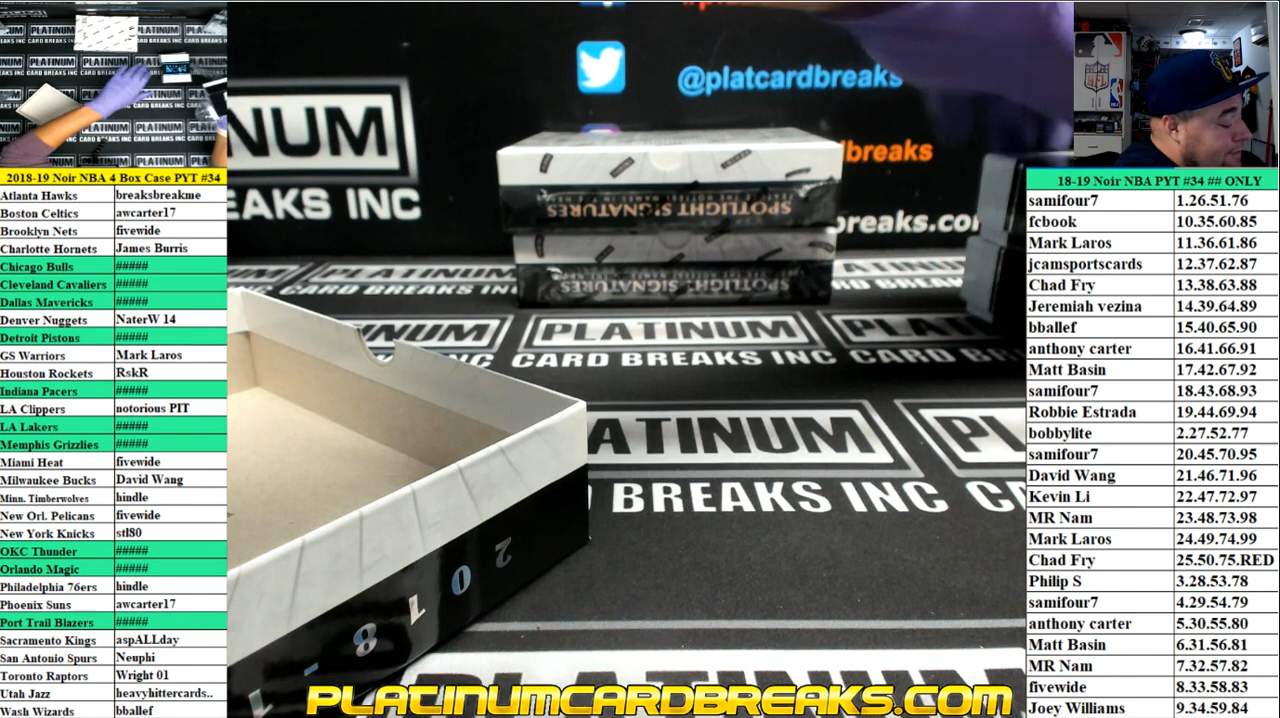 2018-19 Noir NBA 4 Box Case PYT #34
Atlanta Hawks breaksbreakme
Boston Celtics awcarter17
Brooklyn Nets fivewide
Charlotte Hornets James Burris
Chicago Bulls #####
Cleveland Cavaliers #####
Dallas Mavericks #####
Denver Nuggets NaterW 14
Detroit Pistons #####
GS Warriors Mark Laros
Houston Rockets RskR
Indiana Pacers #####
LA Clippers notorious PIT
LA Lakers #####
Memphis Grizzlies #####
Miami Heat fivewide
Milwaukee Bucks David Wang
Minn. Timberwolves hindle
New Orl. Pelicans fivewide
New York Knicks stl80
OKC Thunder #####
Orlando Magic #####
Philadelphia 76ers hindle
Phoenix Suns awcarter17
Port Trail Blazers #####
Sacramento Kings aspALLday
San Antonio Spurs Neuphi
Toronto Raptors Wright 01
Utah Jazz heavyhittercards..
Wash Wizards bballef
@platcardbreaks
breaks
breaks.co
NUM
AKS INC
SPOTLIGHT SIGNATURES
SPOTLIGHT SIGNATURES
PLATINUM
CARD BREAKS INC
ATINUM
D BREAKS INC
2018-1
PLATINUMCARDBREAKS.COM
18-19 Noir NBA PYT #34 ## ONLY
samifour7 1.26.51.76
fcbook 10.35.60.85
Mark Laros 11.36.61.86
jcamsportscards 12.37.62.87
Chad Fry 13.38.63.88
Jeremiah vezina 14.39.64.89
bballef 15.40.65.90
anthony carter 16.41.66.91
Matt Basin 17.42.67.92
samifour7 18.43.68.93
Robbie Estrada 19.44.69.94
bobbylite 2.27.52.77
samifour7 20.45.70.95
David Wang 21.46.71.96
Kevin Li 22.47.72.97
MR Nam 23.48.73.98
Mark Laros 24.49.74.99
Chad Fry 25.50.75.RED
Philip S 3.28.53.78
samifour7 4.29.54.79
anthony carter 5.30.55.80
Matt Basin 6.31.56.81
MR Nam 7.32.57.82
fivewide 8.33.58.83
Joey Williams 9.34.59.84